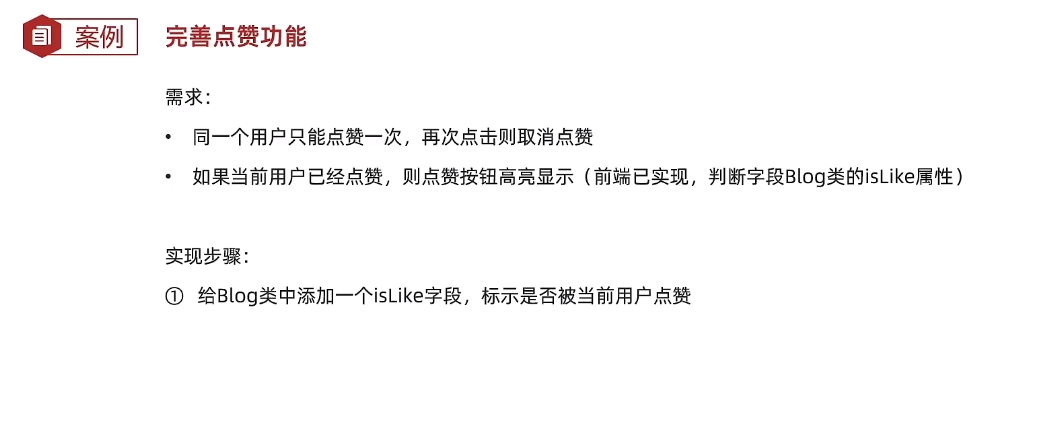 案例
完善点赞功能
需求：
• 同一个用户只能点赞一次，再次点击则取消点赞
• 如果当前用户已经点赞，则点赞按钮高亮显示（前端已实现，判断字段Blog类的isLike属性）
实现步骤：
① 给Blog类中添加一个isLike字段，标示是否被当前用户点赞